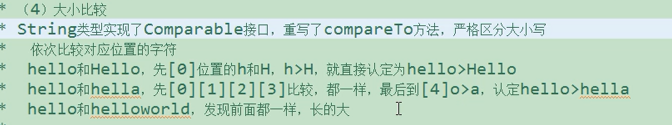 * （4）大小比较
* String类型实现了Comparable接口，重写了compareTo方法，严格区分大小写
* 依次比较对应位置的字符
* hello和Hello，先[0]位置的h和H，h>H，就直接认定为hello>Hello
* hello和hella，先[0][1][2][3]比较，都一样，最后到[4]o>a，认定hello>hella
* hello和helloworld，发现前面都一样，长的大